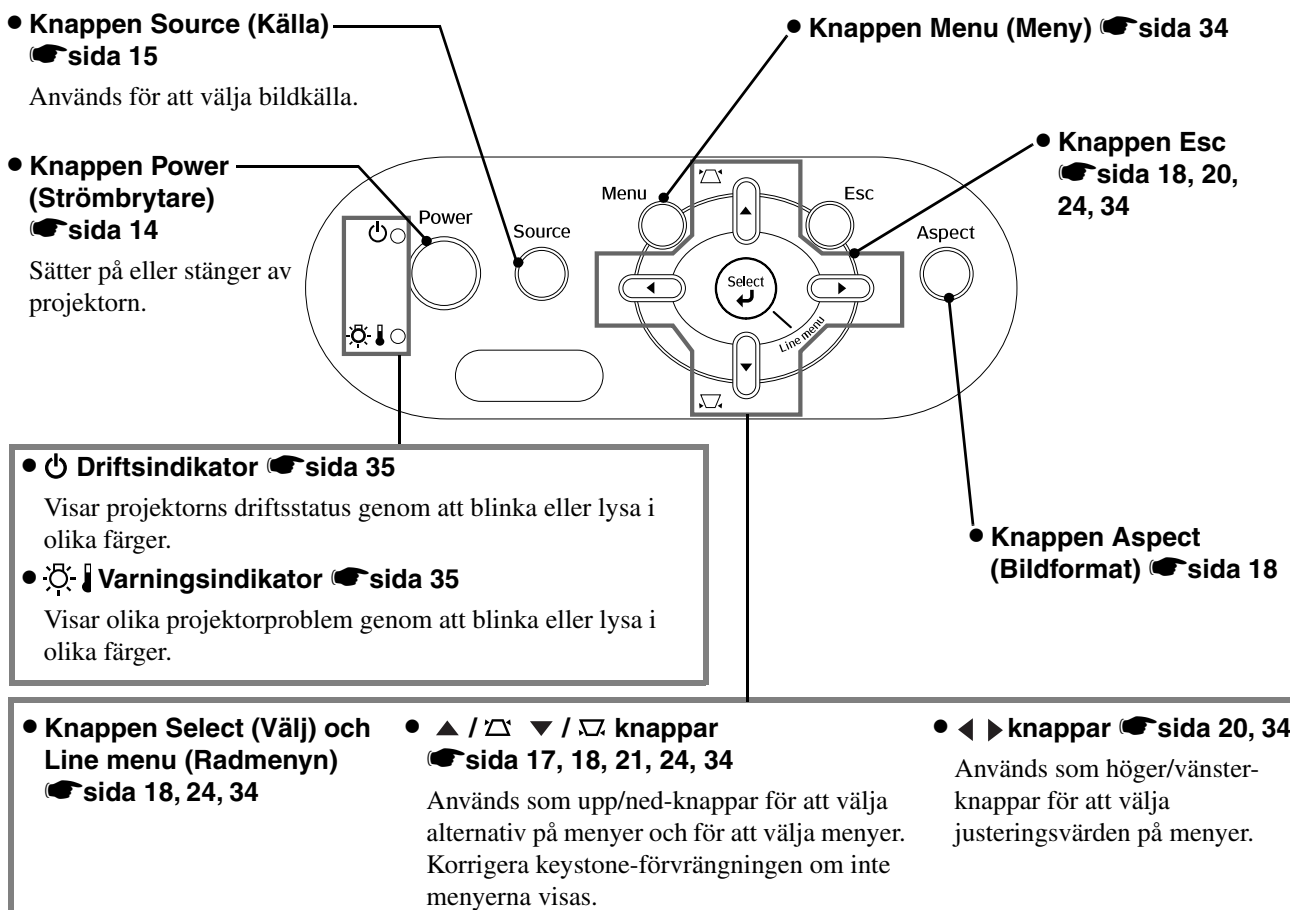 ● Knappen Source (Källa)
☛sida 15
Används för att välja bildkälla.
● Knappen Menu (Meny) ☛sida 34
● Knappen Power
(Strömbrytare)
☛sida 14
Sätter på eller stänger av
projektorn.
● Knappen Esc
☛sida 18, 20,
24, 34
Power
Source
Menu
Esc
Aspect
Select
Line menu
● Knappen Aspect
(Bildformat) ☛sida 18
● Driftsindikator ☛sida 35
Visar projektorns driftsstatus genom att blinka eller lysa i
olika färger.
● Varningsindikator ☛sida 35
Visar olika projektorproblem genom att blinka eller lysa i
olika färger.
● Knappen Select (Välj) och
Line menu (Radmenyn)
☛sida 18, 24, 34
● ▲ / ▼ / knappar
☛sida 17, 18, 21, 24, 34
Används som upp/ned-knappar för att välja
alternativ på menyer och för att välja menyer.
Korrigera keystone-förvrängningen om inte
menyerna visas.
● ◀ ▶ knappar ☛sida 20, 34
Används som höger/vänster-
knappar för att välja
justeringsvärden på menyer.